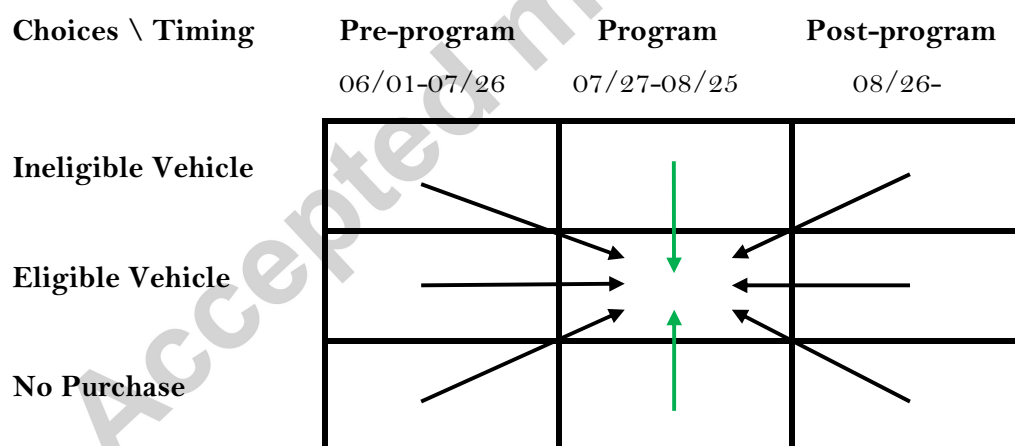 Choices \ Timing Pre-program Program Post-program
06/01-07/26 07/27-08/25 08/26-
Ineligible Vehicle
Eligible Vehicle
No Purchase
Accepted m